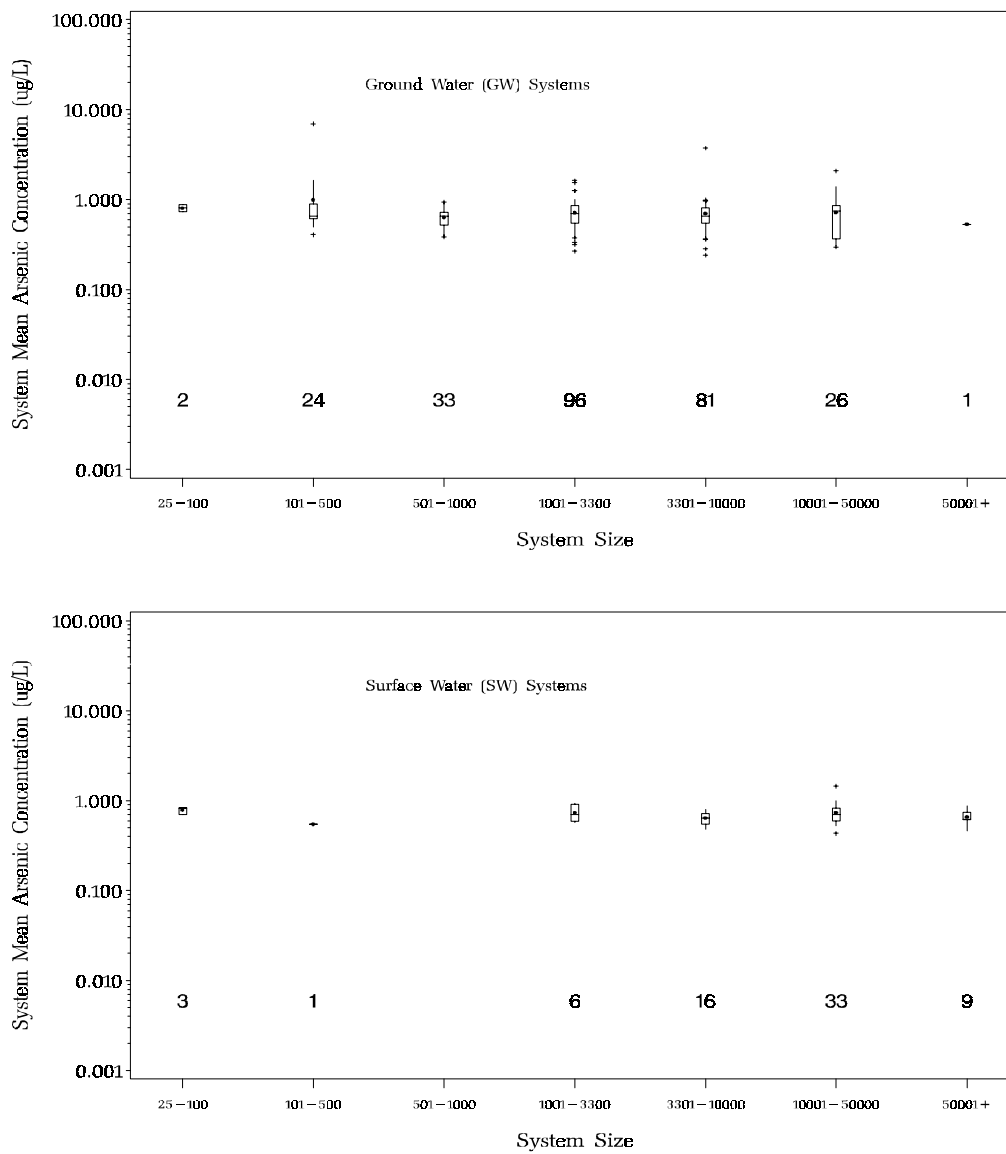 System Mean Arsenic Concentration (ug/L)
100.000
10.000
1.000
0.100
0.010
0.001
Ground Water (GW) Systems
2 24 33 96 81 26 1
25-100 101-500 501-1000 1001-3300 3301-10000 10001-50000 50001+
System Size
System Mean Arsenic Concentration (ug/L)
100.000
10.000
1.000
0.100
0.010
0.001
Surface Water (SW) Systems
3 1 6 16 33 9
25-100 101-500 501-1000 1001-3300 3301-10000 10001-50000 50001+
System Size